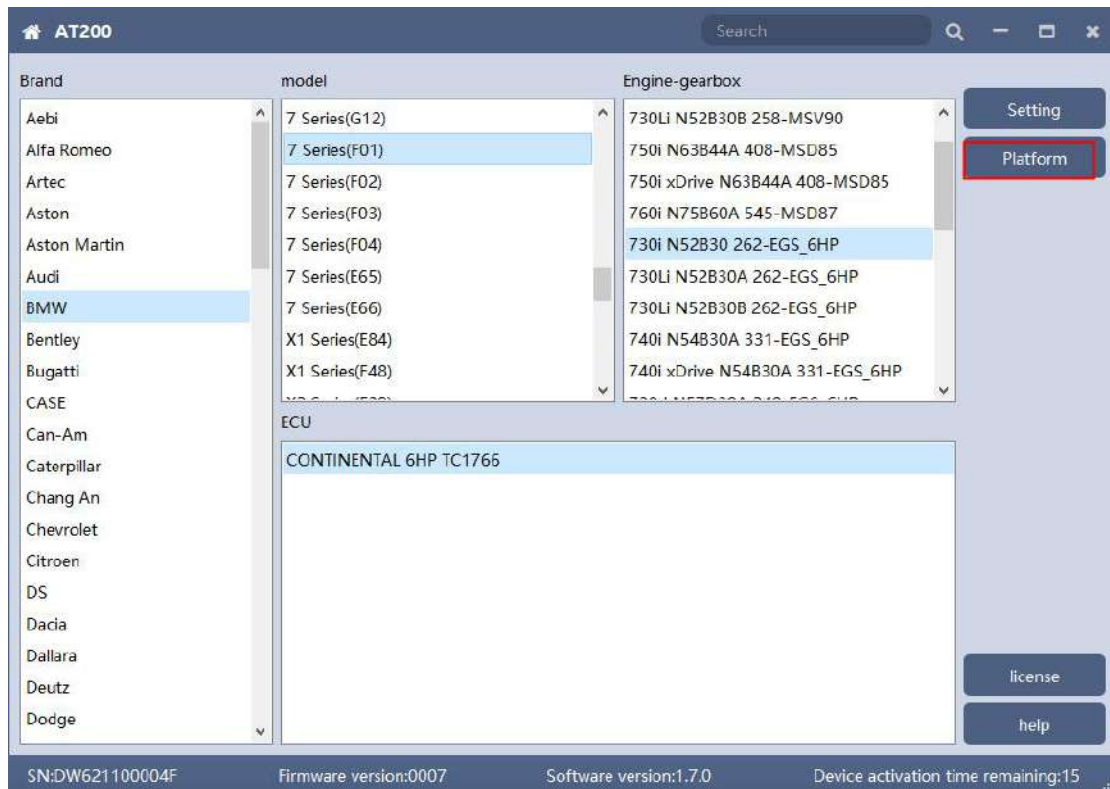 AT200
Search
Brand
Aebi
Alfa Romeo
Artec
Aston
Aston Martin
Audi
BMW
Bentley
Bugatti
CASE
Can-Am
Caterpillar
Chang An
Chevrolet
Citroen
DS
Dacia
Dallara
Deutz
Dodge
model
7 Series(G12)
7 Series(F01)
7 Series(F02)
7 Series(F03)
7 Series(F04)
7 Series(E65)
7 Series(E66)
X1 Series(E84)
X1 Series(F48)
Engine-gearbox
730Li N52B30B 258-MSV90
750i N63B44A 408-MSD85
750i xDrive N63B44A 408-MSD85
760i N75B60A 545-MSD87
730i N52B30 262-EGS_6HP
730Li N52B30A 262-EGS_6HP
730Li N52B30B 262-EGS_6HP
740i N54B30A 331-EGS_6HP
740i xDrive N54B30A 331-EGS_6HP
ECU
CONTINENTAL 6HP TC1766
Setting
Platform
license
help
SN:DW621100004F
Firmware version:0007
Software version:1.7.0
Device activation time remaining:15